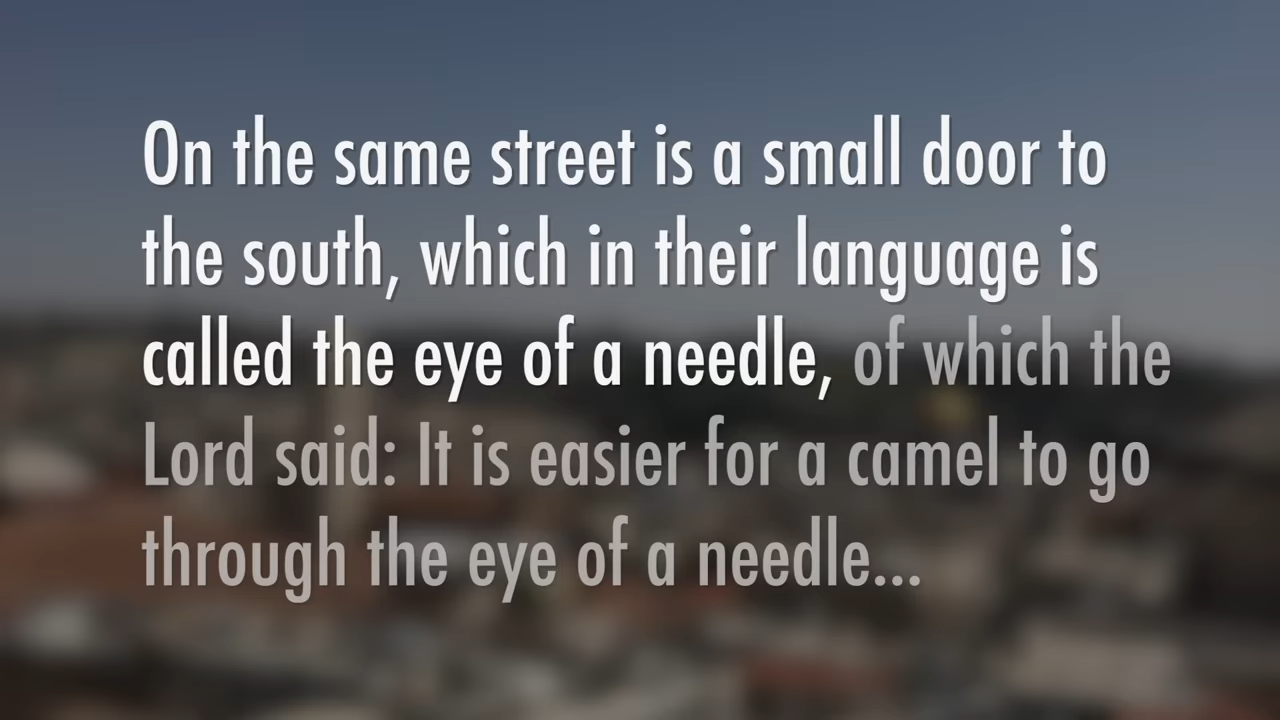 On the same street is a small door to
the south, which in their language is
called the eye of a needle, of which the
Lord said: It is easier for a camel to go
through the eye of a needle...